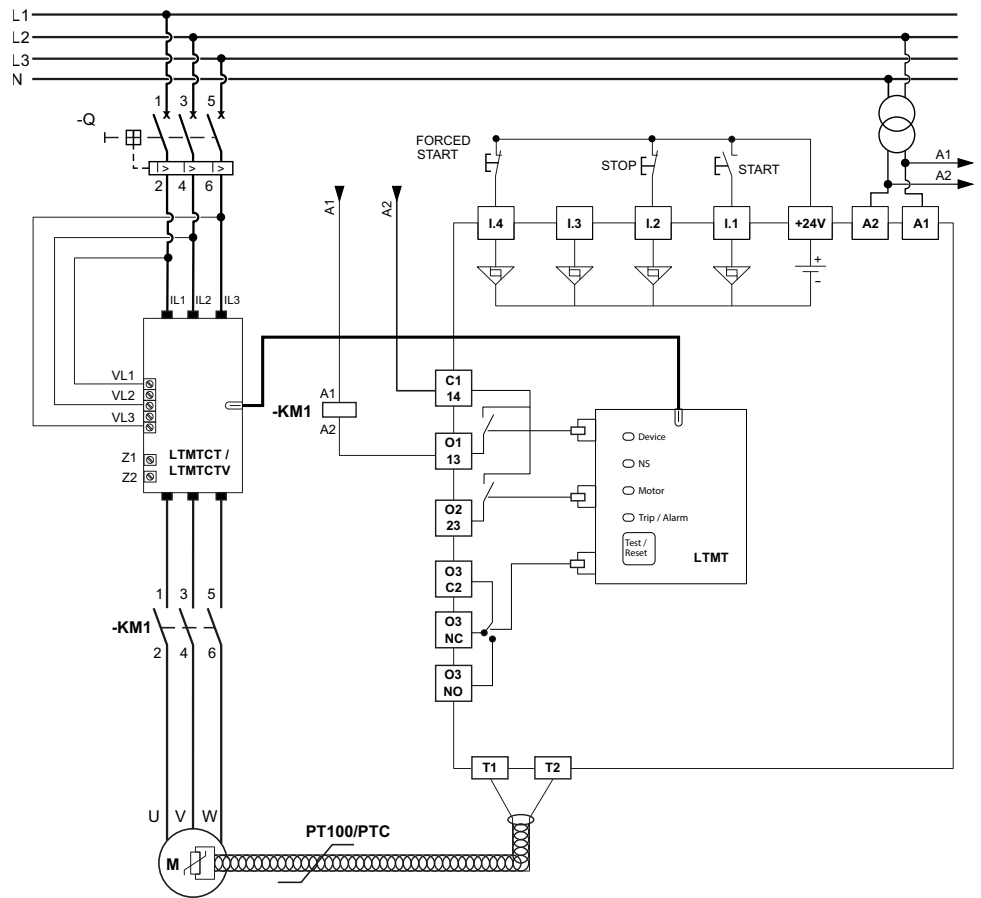 L1
L2
L3
N
1 3 5
-Q
I> I> I>
2 4 6
FORCED
START
STOP
START
A1
A2
A1
A2
I.4
I.3
I.2
I.1
+24V
A2
A1
+
−
IL1
IL2
IL3
VL1
VL2
VL3
Z1
Z2
LTMTCT /
LTMTCTV
A1
-KM1
A2
C1
14
O1
13
O2
23
O3
C2
O3
NC
O3
NO
Device
NS
Motor
Trip / Alarm
Test /
Reset
LTMT
1 3 5
-KM1
2 4 6
T1
T2
U V W
PT100/PTC
M